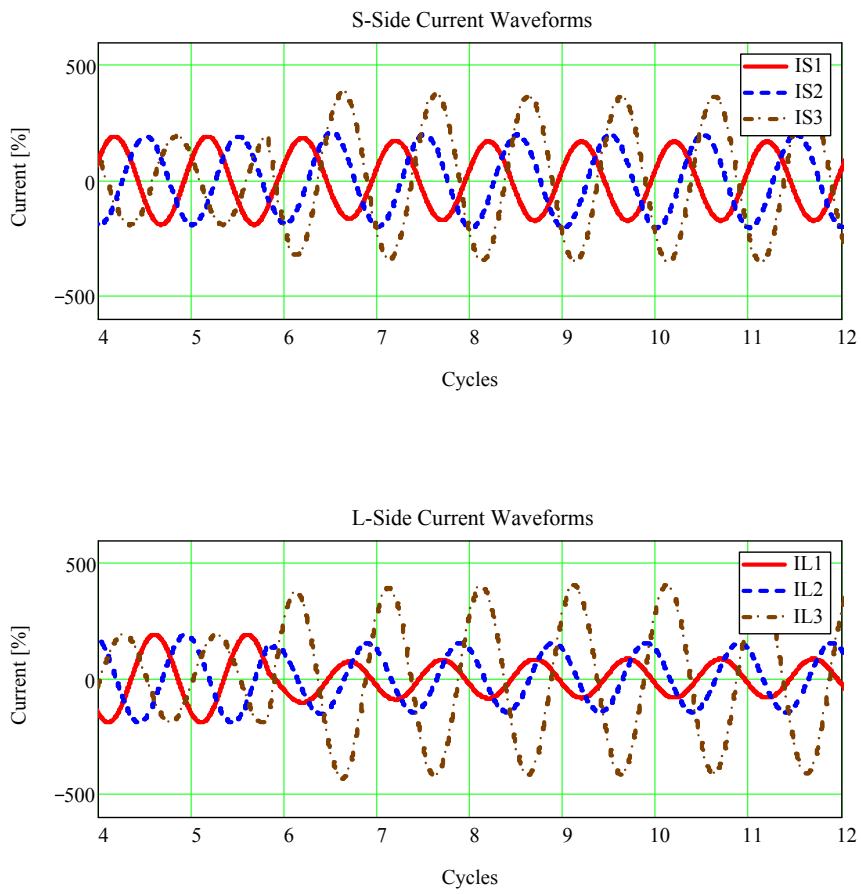 S-Side Current Waveforms
500
0
−500
Current [%]
IS1
IS2
IS3
4 5 6 7 8 9 10 11 12
Cycles
L-Side Current Waveforms
500
0
−500
Current [%]
IL1
IL2
IL3
4 5 6 7 8 9 10 11 12
Cycles